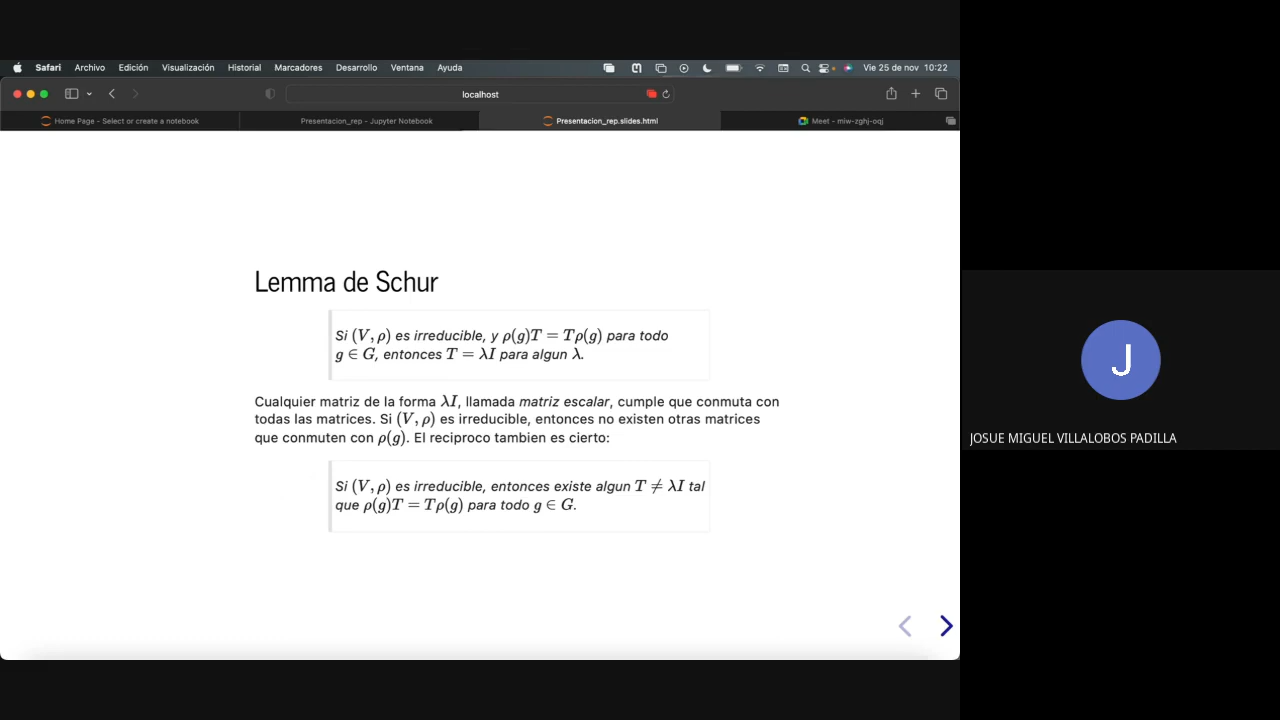 Safari Archivo Edición Visualización Historial Marcadores Desarrollo Ventana Ayuda Vie 25 de nov 10:22
localhost
Home Page - Select or create a notebook Presentacion_rep - Jupyter Notebook Presentacion_rep.slides.html Meet - miw-zghj-oqj
Lemma de Schur
Si (V, ρ) es irreducible, y ρ(g)T = Tρ(g) para todo
g ∈ G, entonces T = λI para algun λ.
Cualquier matriz de la forma λI, llamada matriz escalar, cumple que conmuta con
todas las matrices. Si (V, ρ) es irreducible, entonces no existen otras matrices
que conmuten con ρ(g). El reciproco tambien es cierto:
Si (V, ρ) es irreducible, entonces existe algun T ≠ λI tal
que ρ(g)T = Tρ(g) para todo g ∈ G.
J
JOSUE MIGUEL VILLALOBOS PADILLA